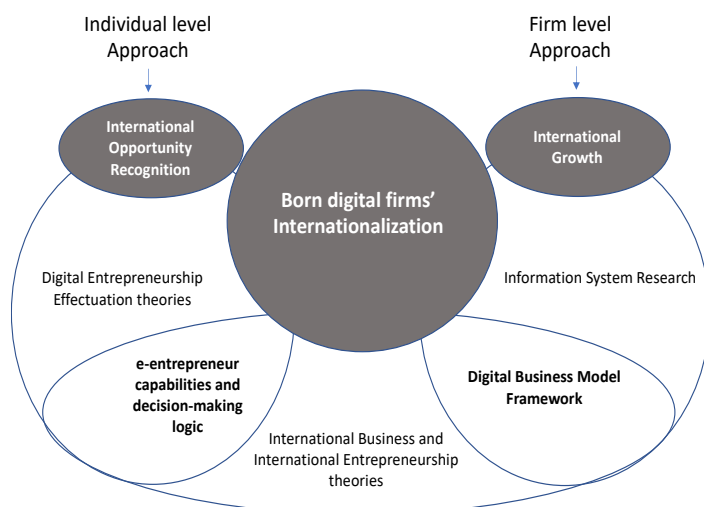 Individual level
Approach
Firm level
Approach
International
Opportunity
Recognition
International
Growth
Born digital firms’
Internationalization
Digital Entrepreneurship
Effectuation theories
Information System Research
e-entrepreneur
capabilities and
decision-making
logic
Digital Business Model
Framework
International Business and
International Entrepreneurship
theories